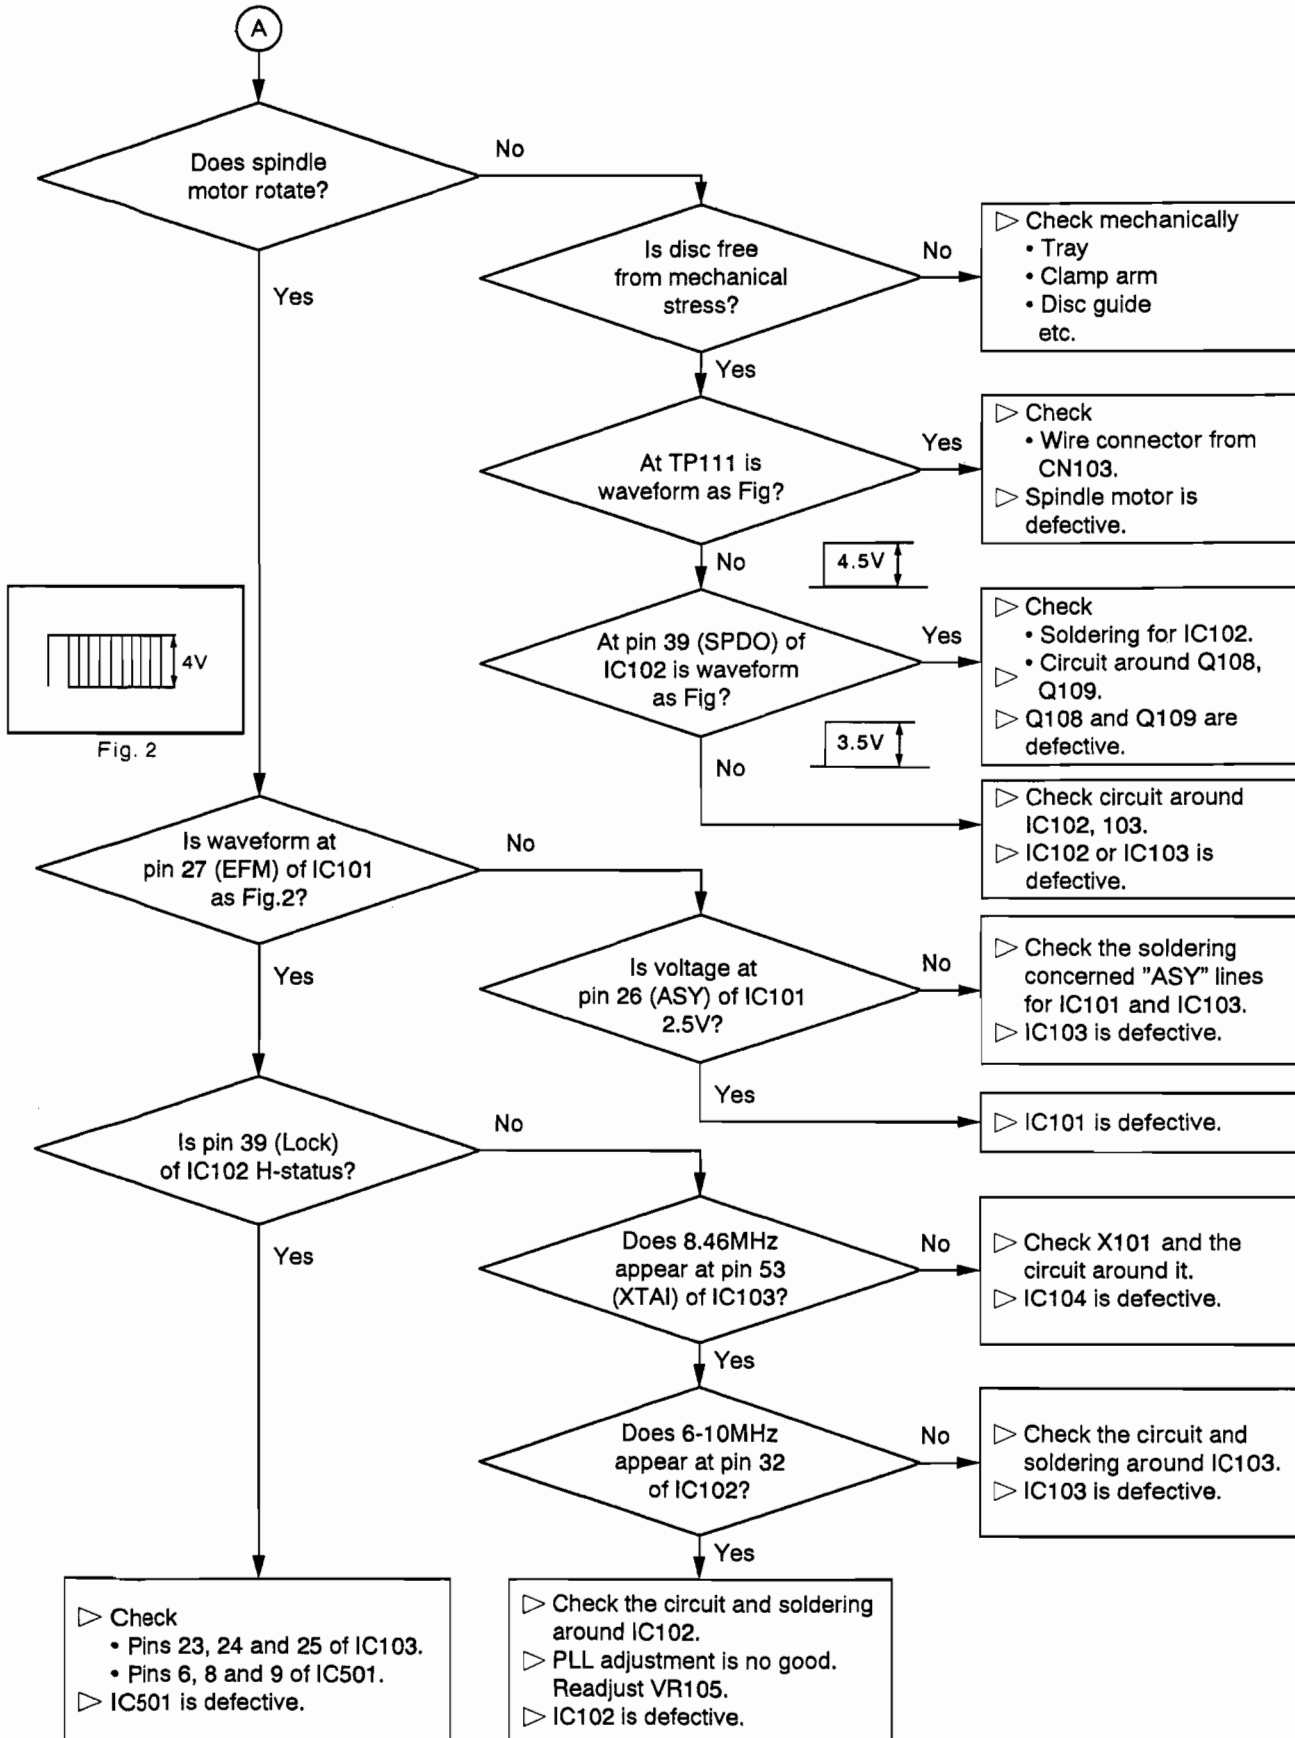 A
Does spindle
motor rotate?
No
Yes
Is disc free
from mechanical
stress?
No
Yes
▷ Check mechanically
• Tray
• Clamp arm
• Disc guide
etc.
At TP111 is
waveform as Fig?
Yes
No
▷ Check
• Wire connector from
CN103.
▷ Spindle motor is
defective.
4.5V
At pin 39 (SPDO) of
IC102 is waveform
as Fig?
Yes
No
▷ Check
• Soldering for IC102.
▷ • Circuit around Q108,
Q109.
▷ Q108 and Q109 are
defective.
3.5V
▷ Check circuit around
IC102, 103.
▷ IC102 or IC103 is
defective.
4V
Fig. 2
Is waveform at
pin 27 (EFM) of IC101
as Fig.2?
No
Yes
Is voltage at
pin 26 (ASY) of IC101
2.5V?
No
Yes
▷ Check the soldering
concerned "ASY" lines
for IC101 and IC103.
▷ IC103 is defective.
▷ IC101 is defective.
Is pin 39 (Lock)
of IC102 H-status?
No
Yes
Does 8.46MHz
appear at pin 53
(XTAI) of IC103?
No
Yes
▷ Check X101 and the
circuit around it.
▷ IC104 is defective.
Does 6-10MHz
appear at pin 32
of IC102?
No
Yes
▷ Check the circuit and
soldering around IC103.
▷ IC103 is defective.
▷ Check
• Pins 23, 24 and 25 of IC103.
• Pins 6, 8 and 9 of IC501.
▷ IC501 is defective.
▷ Check the circuit and soldering
around IC102.
▷ PLL adjustment is no good.
Readjust VR105.
▷ IC102 is defective.